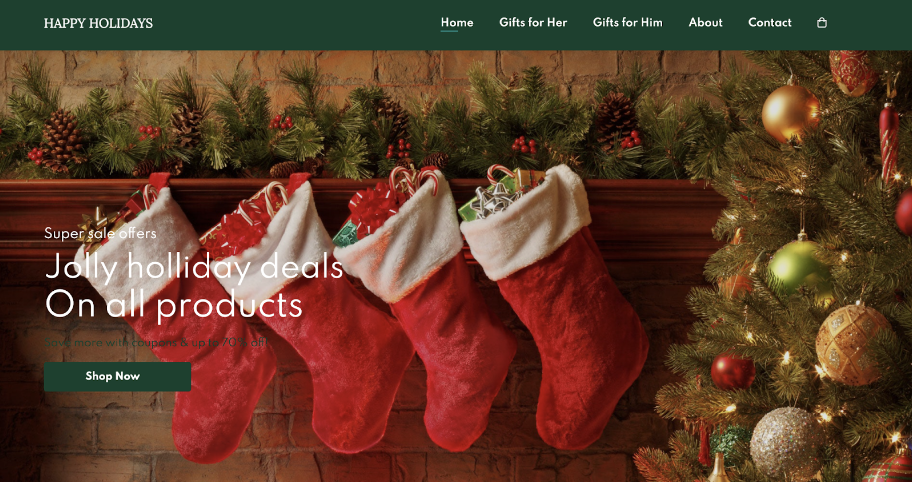 HAPPY HOLIDAYS
Home Gifts for Her Gifts for Him About Contact
Super sale offers
Jolly holliday deals
On all products
Save more with coupons & up to 70% off!
Shop Now